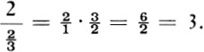 2/(2/3) = 2/1 · 3/2 = 6/2 = 3.